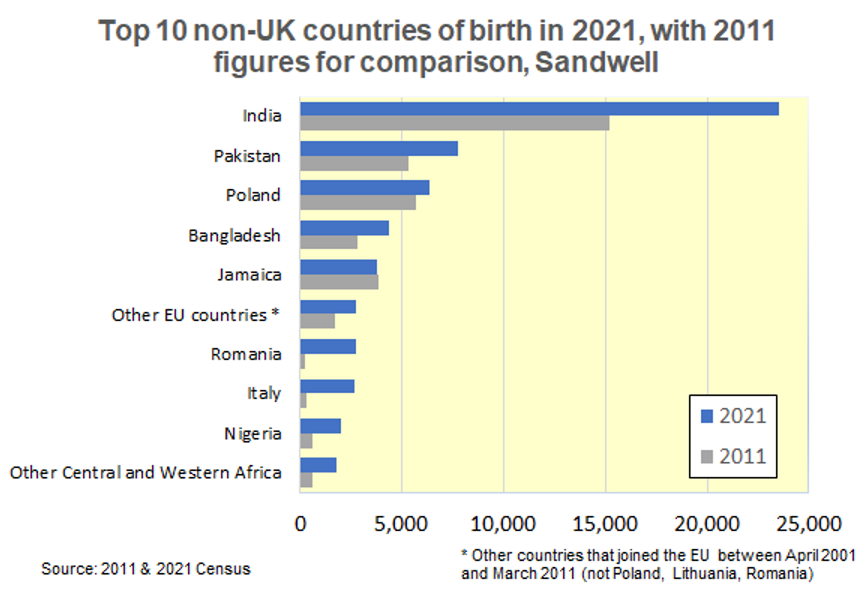 Top 10 non-UK countries of birth in 2021, with 2011
figures for comparison, Sandwell
India
Pakistan
Poland
Bangladesh
Jamaica
Other EU countries *
Romania
Italy
Nigeria
Other Central and Western Africa
2021
2011
0 5,000 10,000 15,000 20,000 25,000
* Other countries that joined the EU between April 2001
and March 2011 (not Poland, Lithuania, Romania)
Source: 2011 & 2021 Census